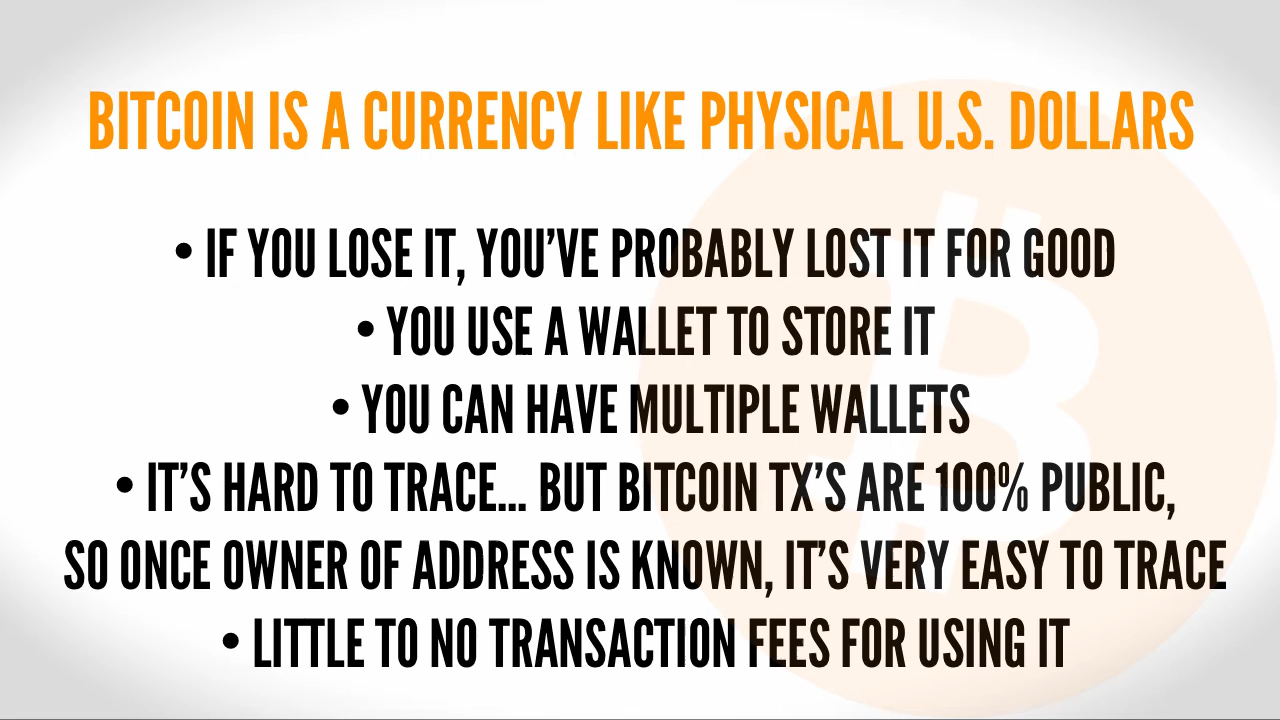 BITCOIN IS A CURRENCY LIKE PHYSICAL U.S. DOLLARS
• IF YOU LOSE IT, YOU’VE PROBABLY LOST IT FOR GOOD
• YOU USE A WALLET TO STORE IT
• YOU CAN HAVE MULTIPLE WALLETS
• IT’S HARD TO TRACE... BUT BITCOIN TX’S ARE 100% PUBLIC,
SO ONCE OWNER OF ADDRESS IS KNOWN, IT’S VERY EASY TO TRACE
• LITTLE TO NO TRANSACTION FEES FOR USING IT